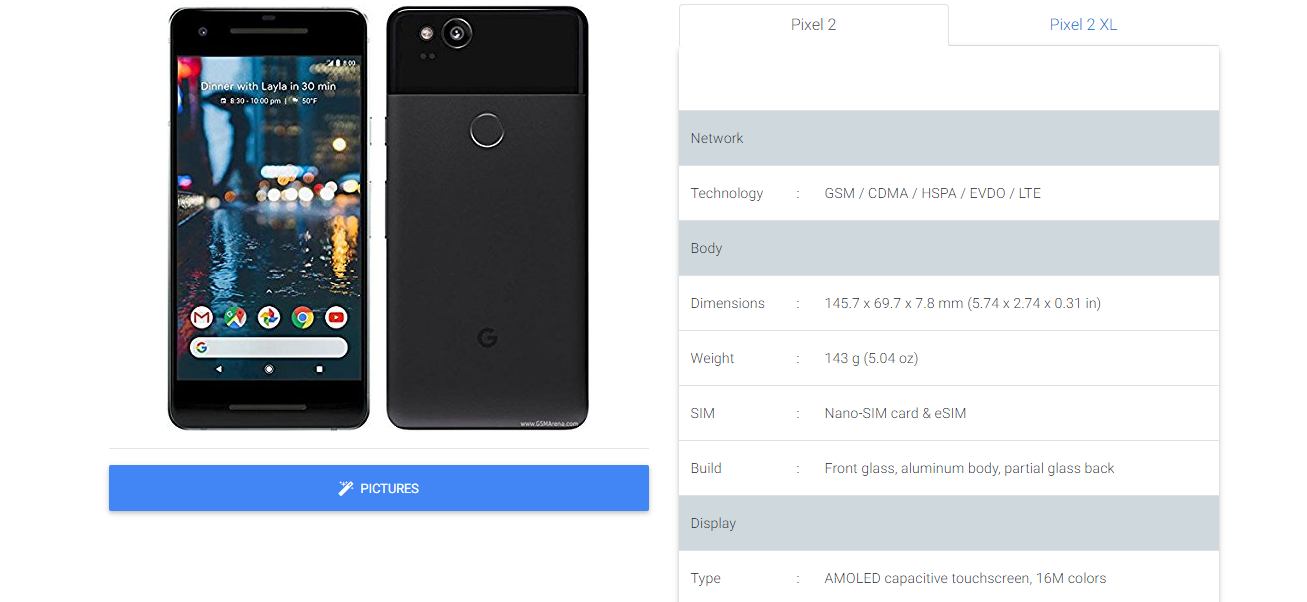 8:00
Dinner with Layla in 30 min
8:30 - 10:00 pm | 50°F
G
G
www.GSMArena.com
PICTURES
Pixel 2
Pixel 2 XL
Network
Technology : GSM / CDMA / HSPA / EVDO / LTE
Body
Dimensions : 145.7 x 69.7 x 7.8 mm (5.74 x 2.74 x 0.31 in)
Weight : 143 g (5.04 oz)
SIM : Nano-SIM card & eSIM
Build : Front glass, aluminum body, partial glass back
Display
Type : AMOLED capacitive touchscreen, 16M colors